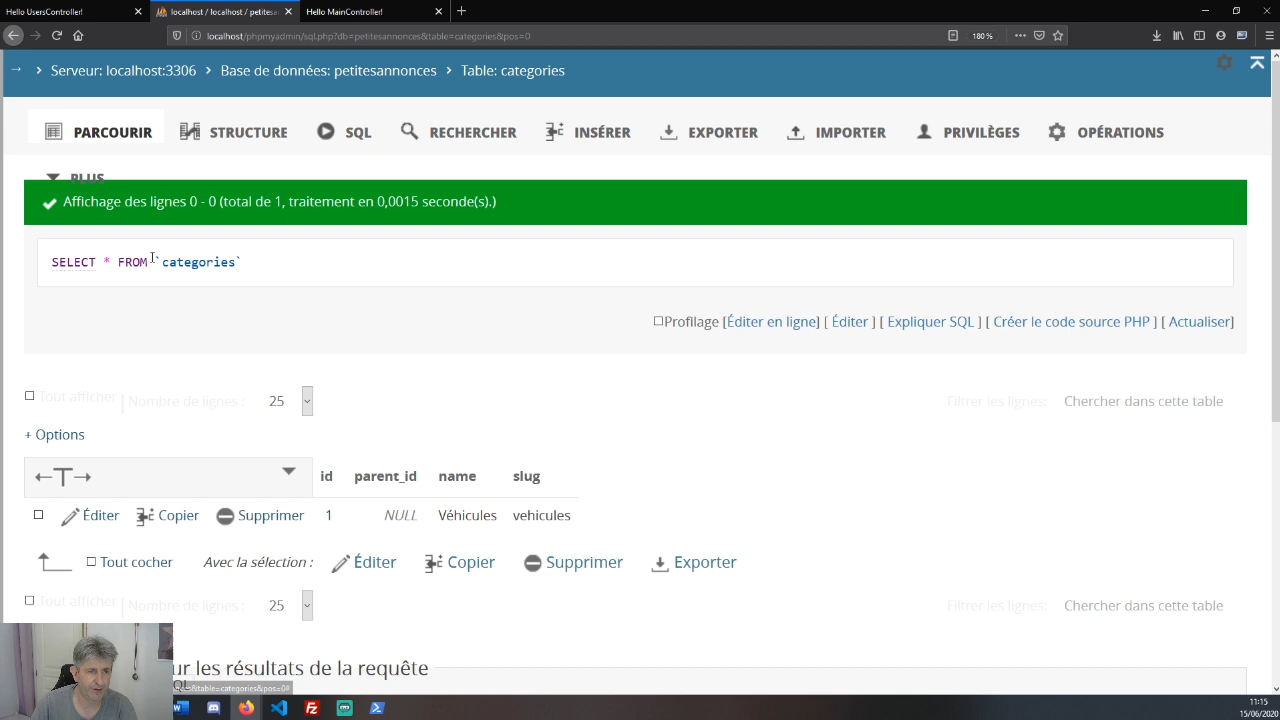 Hello UsersController!
localhost / localhost / petitesan
Hello MainController!
localhost/phpmyadmin/sql.php?db=petitesannonces&table=categories&pos=0
180 %
Serveur: localhost:3306 › Base de données: petitesannonces › Table: categories
PARCOURIR STRUCTURE SQL RECHERCHER INSÉRER EXPORTER IMPORTER PRIVILÈGES OPÉRATIONS
PLUS
Affichage des lignes 0 - 0 (total de 1, traitement en 0,0015 seconde(s).)
SELECT * FROM `categories`
Profilage [Éditer en ligne] [ Éditer ] [ Expliquer SQL ] [ Créer le code source PHP ] [ Actualiser]
Tout afficher | Nombre de lignes : 25 Filtrer les lignes: Chercher dans cette table
+ Options
←T→ id parent_id name slug
Éditer Copier Supprimer 1 NULL Véhicules vehicules
Tout cocher Avec la sélection : Éditer Copier Supprimer Exporter
Tout afficher | Nombre de lignes : 25 Filtrer les lignes: Chercher dans cette table
ur les résultats de la requête
&table=categories&pos=0#
11:15
15/06/2020